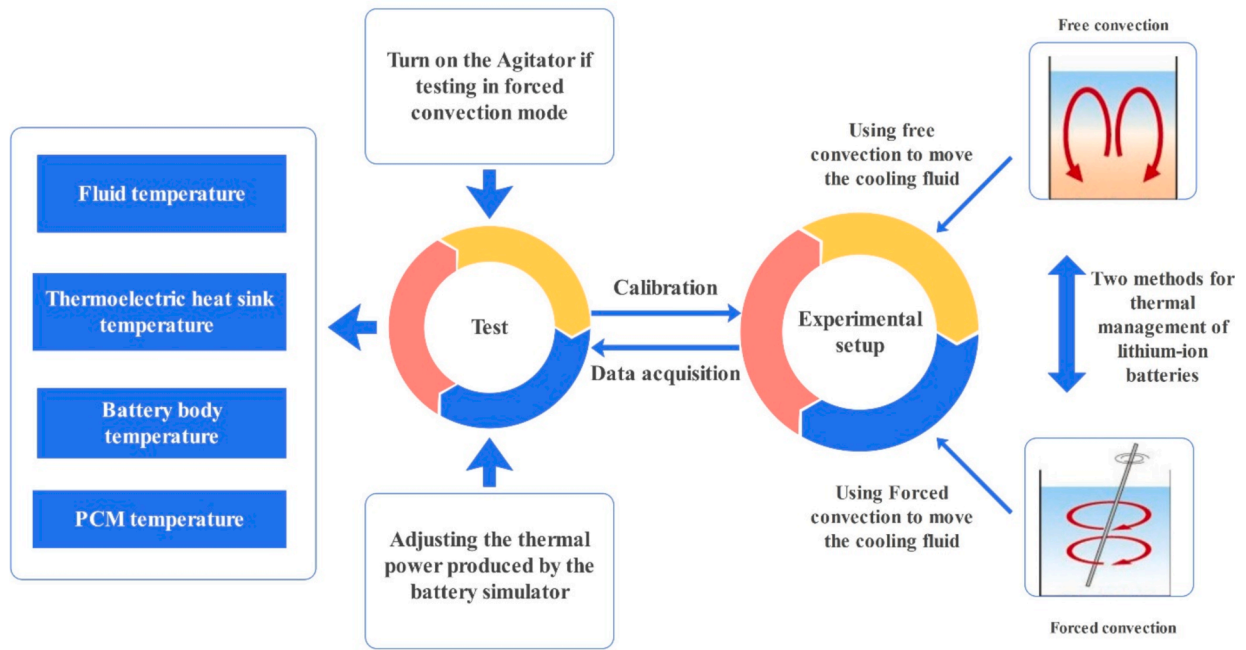 Fluid temperature
Thermoelectric heat sink
temperature
Battery body
temperature
PCM temperature
Turn on the Agitator if
testing in forced
convection mode
Test
Adjusting the thermal
power produced by the
battery simulator
Calibration
Data acquisition
Experimental
setup
Using free
convection to move
the cooling fluid
Using Forced
convection to move
the cooling fluid
Free convection
Two methods for
thermal
management of
lithium-ion
batteries
Forced convection